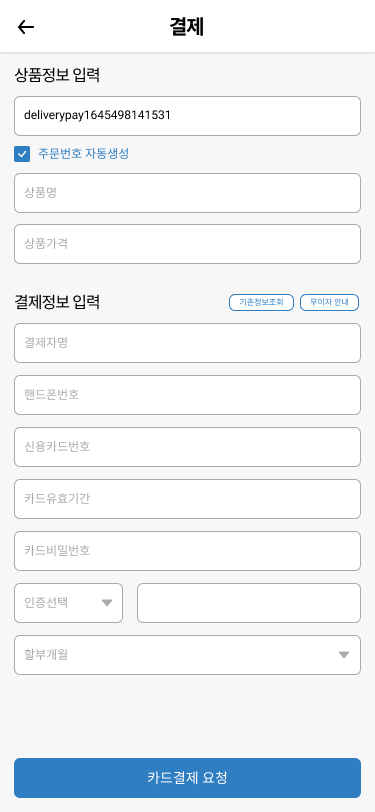 결제
상품정보 입력
deliverypay1645498141531
주문번호 자동생성
상품명
상품가격
결제정보 입력
기존정보조회
무이자 안내
결제자명
핸드폰번호
신용카드번호
카드유효기간
카드비밀번호
인증선택
할부개월
카드결제 요청